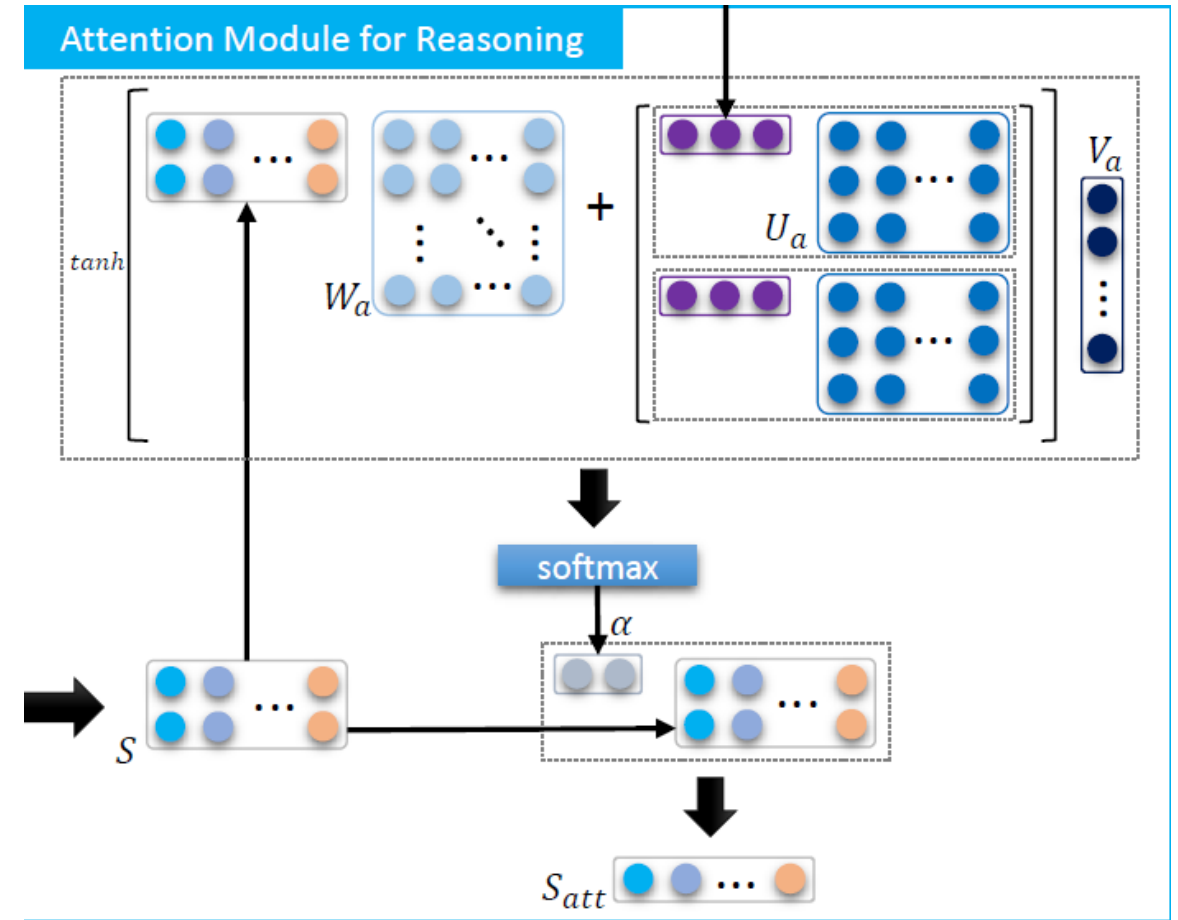 Attention Module for Reasoning
tanh
W_a
+
U_a
V_a
softmax
α
S
S_att